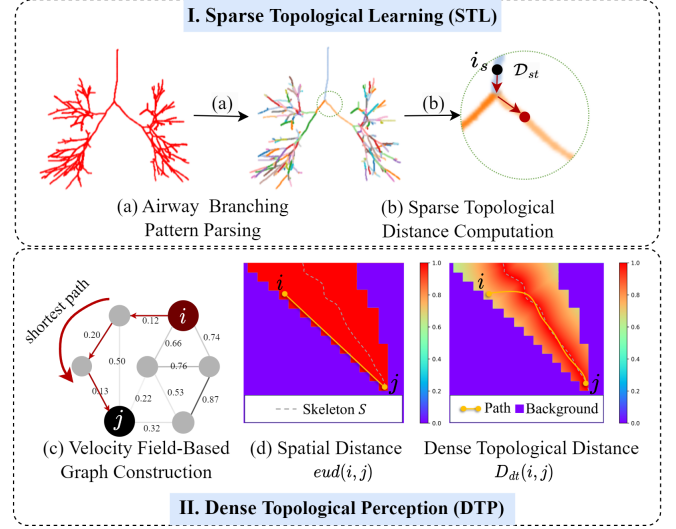 I. Sparse Topological Learning (STL)
(a)
(b)
i_s
𝒟_st
(a) Airway Branching
Pattern Parsing
(b) Sparse Topological
Distance Computation
shortest path
0.12
i
0.20
0.66
0.74
0.50
0.76
0.13
0.22
0.53
0.87
j
0.32
(c) Velocity Field-Based
Graph Construction
i
j
Skeleton S
1.0
0.8
0.6
0.4
0.2
0.0
(d) Spatial Distance
eud(i,j)
i
j
Path
Background
1.0
0.8
0.6
0.4
0.2
0.0
Dense Topological Distance
D_dt(i,j)
II. Dense Topological Perception (DTP)